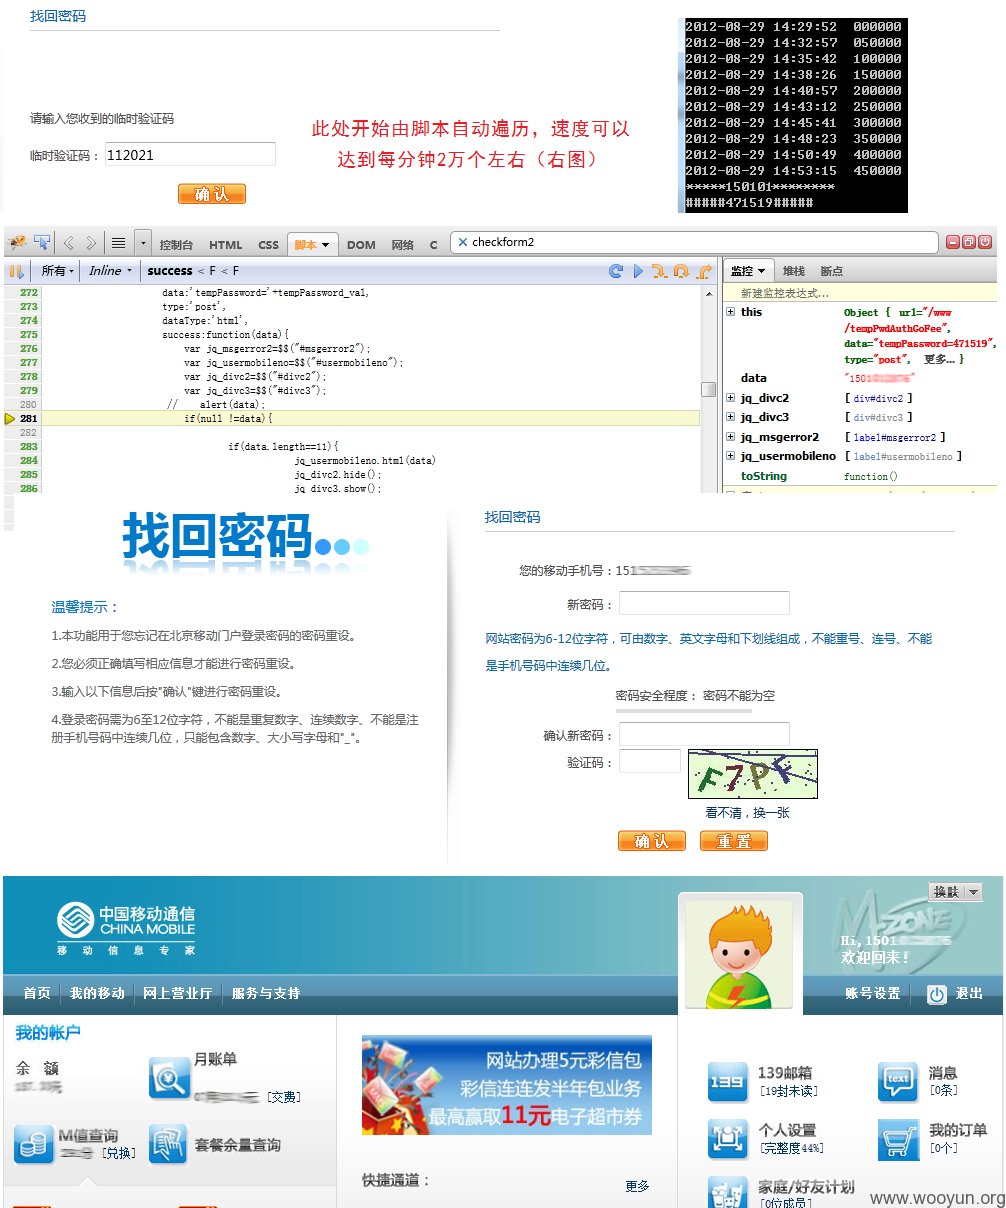 找回密码
请输入您收到的临时验证码
临时验证码： 112021
确 认
此处开始由脚本自动遍历，速度可以
达到每分钟2万个左右（右图）
2012-08-29 14:29:52 000000
2012-08-29 14:32:57 050000
2012-08-29 14:35:42 100000
2012-08-29 14:38:26 150000
2012-08-29 14:40:57 200000
2012-08-29 14:43:12 250000
2012-08-29 14:45:41 300000
2012-08-29 14:48:23 350000
2012-08-29 14:50:49 400000
2012-08-29 14:53:15 450000
*****150101********
#####471519#####
控制台 HTML CSS 脚本 DOM 网络 C checkform2
所有 Inline success < F < F
272 data:'tempPassword='+tempPassword_val,
273 type:'post',
274 dataType:'html',
275 success:function(data){
276 var jq_msgerror2=$$("#msgerror2");
277 var jq_usermobileno=$$("#usermobileno");
278 var jq_divc2=$$("#divc2");
279 var jq_divc3=$$("#divc3");
280 // alert(data);
281 if(null !=data){
282
283 if(data.length==11){
284 jq_usermobileno.html(data)
285 jq_divc2.hide();
286 jq_divc3.show();
监控 堆栈 断点
新建监控表达式...
this Object { url="/www
/tempPwdAuthGoFee",
data="tempPassword=471519",
type="post", 更多... }
data "1501
jq_divc2 [ div#divc2 ]
jq_divc3 [ div#divc3 ]
jq_msgerror2 [ label#msgerror2 ]
jq_usermobileno [ label#usermobileno ]
toString function()
找回密码
温馨提示：
1.本功能用于您忘记在北京移动门户登录密码的密码重设。
2.您必须正确填写相应信息才能进行密码重设。
3.输入以下信息后按"确认"键进行密码重设。
4.登录密码需为6至12位字符，不能是重复数字、连续数字、不能是注
册手机号码中连续几位，只能包含数字、大小写字母和"_"。
找回密码
您的移动手机号：151
新密码：
网站密码为6-12位字符，可由数字、英文字母和下划线组成，不能重号、连号、不能
是手机号码中连续几位。
密码安全程度： 密码不能为空
确认新密码：
验证码： F7PK
看不清，换一张
确 认 重 置
中国移动通信
CHINA MOBILE
移 动 信 息 专 家
换肤
M-ZONE
Hi,1501
欢迎回来!
首页 我的移动 网上营业厅 服务与支持
账号设置 退出
我的帐户
余 额
月账单
[交费]
M值查询
[兑换]
套餐余量查询
网站办理5元彩信包
彩信连连发半年包业务
最高赢取11元电子超市券
快捷通道：
更多
139 139邮箱
[19封未读]
text 消息
[0条]
个人设置
[完整度44%]
我的订单
[0个]
家庭/好友计划
[0位成员]
www.wooyun.org